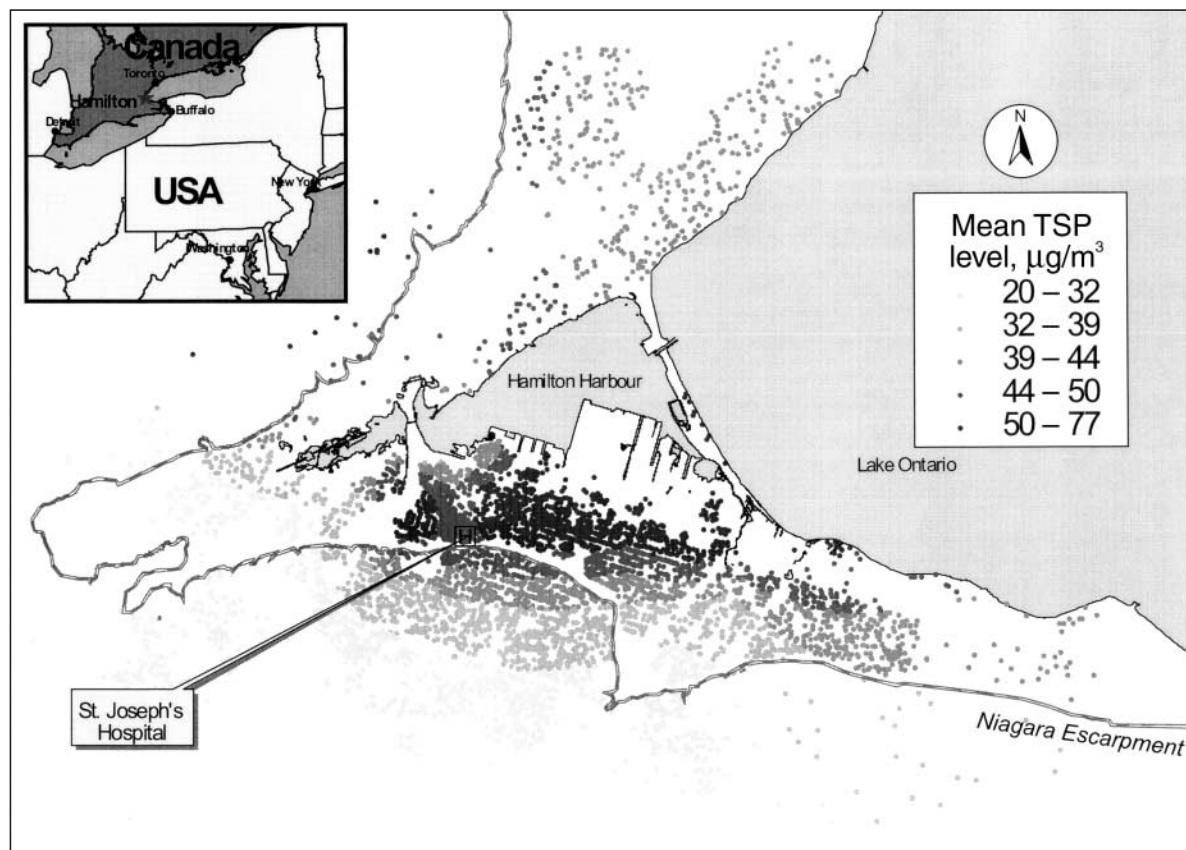 Canada
Toronto
Hamilton
Buffalo
Detroit
New York
USA
Washington
N
Mean TSP
level, µg/m³
20 – 32
32 – 39
39 – 44
44 – 50
50 – 77
Hamilton Harbour
Lake Ontario
H
St. Joseph's
Hospital
Niagara Escarpment